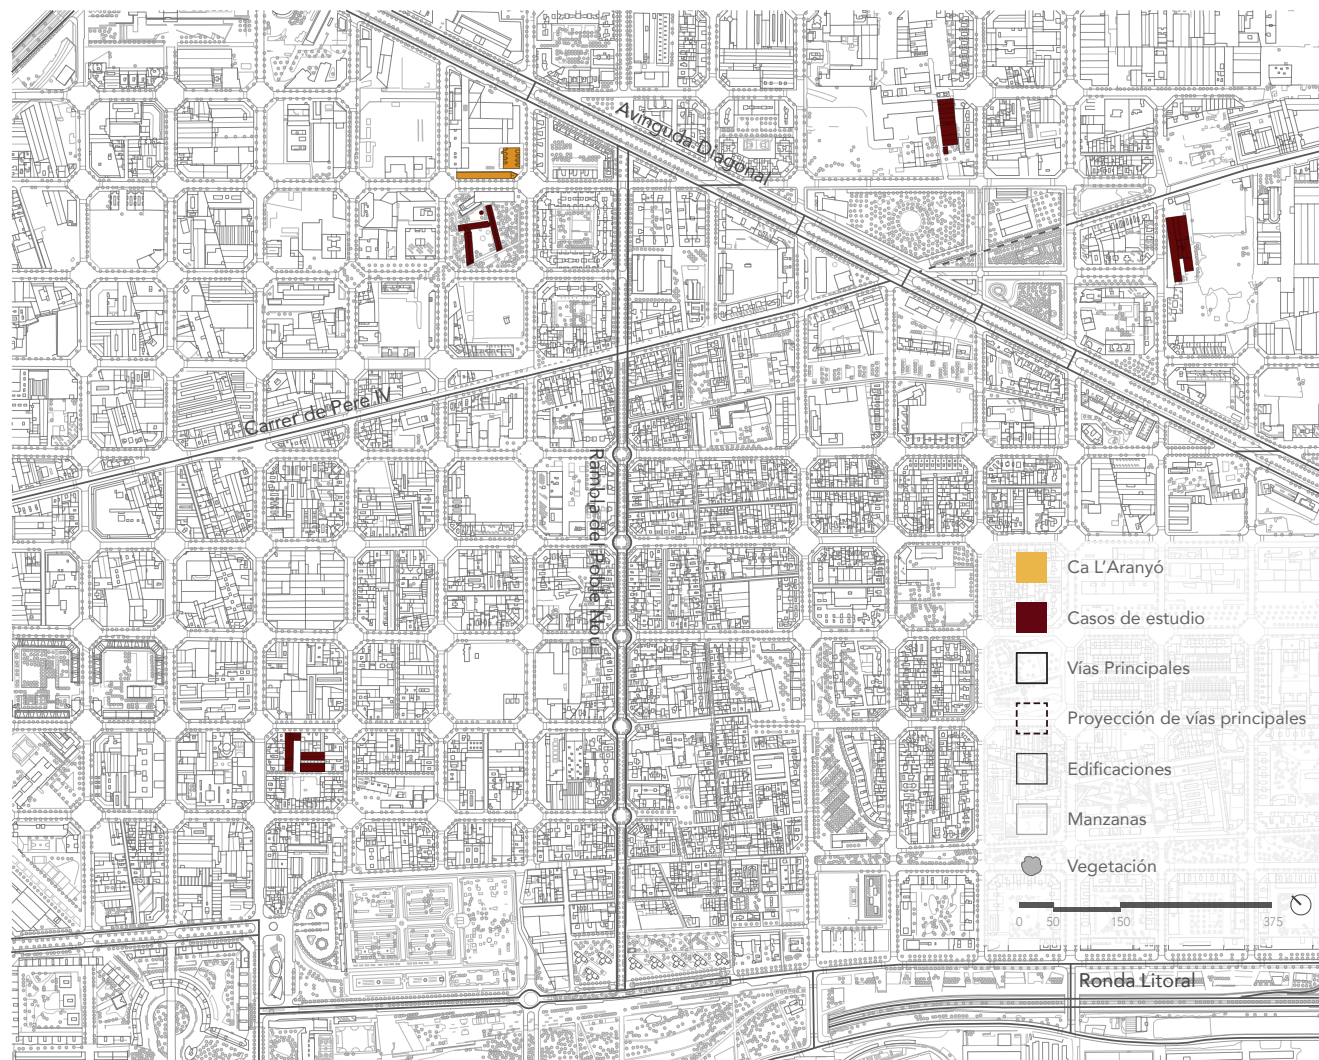 Avinguda Diagonal
Carrer de Pere IV
Rambla de Poble Nou
Ca L’Aranyó
Casos de estudio
Vías Principales
Proyección de vías principales
Edificaciones
Manzanas
Vegetación
0 50 150 375
Ronda Litoral